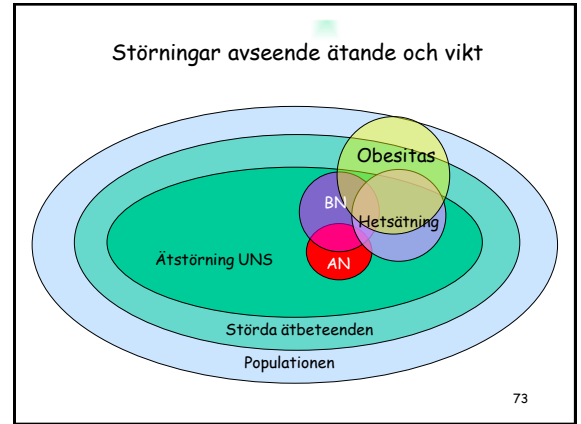 Störningar avseende ätande och vikt
Obesitas
BN
Hetsätning
Ätstörning UNS
AN
Störda ätbeteenden
Populationen
73